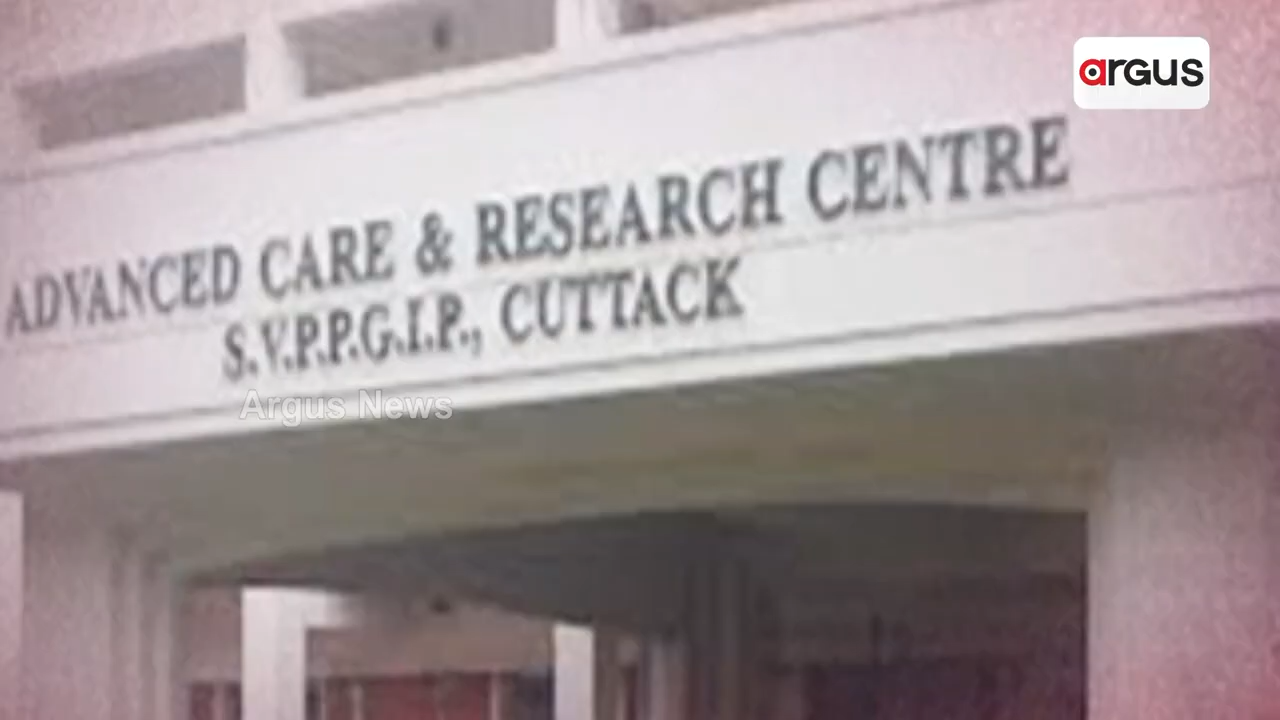 argus
ADVANCED CARE & RESEARCH CENTRE
S.V.P.P.G.I.P., CUTTACK
Argus News